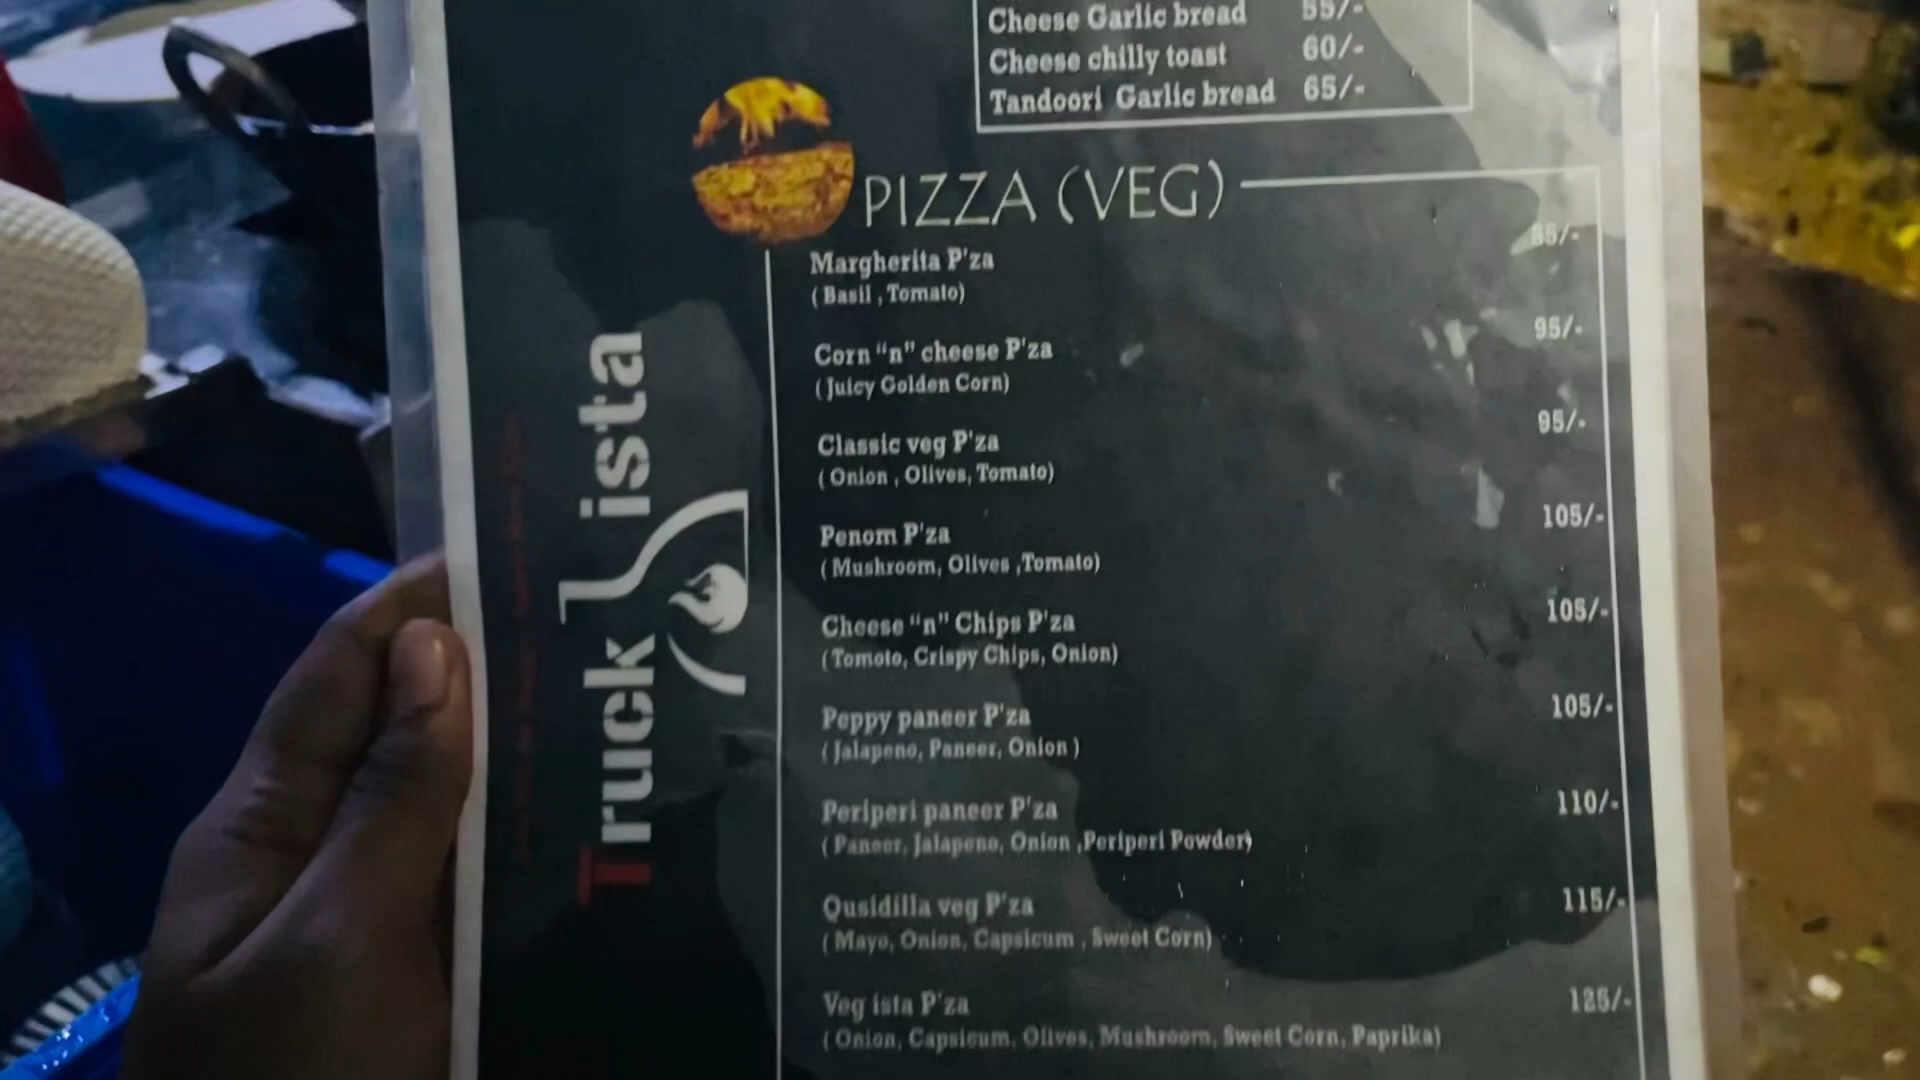 Cheese Garlic bread 55/-
Cheese chilly toast 60/-
Tandoori Garlic bread 65/-
PIZZA (VEG)
Margherita P'za
( Basil , Tomato)
Corn "n" cheese P'za 95/-
( Juicy Golden Corn)
Classic veg P'za 95/-
( Onion , Olives, Tomato)
Penom P'za 105/-
( Mushroom, Olives ,Tomato)
Cheese "n" Chips P'za 105/-
(Tomoto, Crispy Chips, Onion)
Peppy paneer P'za 105/-
( Jalapeno, Paneer, Onion )
Periperi paneer P'za 110/-
( Paneer, Jalapeno, Onion ,Periperi Powder)
Qusidilla veg P'za 115/-
( Mayo, Onion, Capsicum , Sweet Corn)
Veg ista P'za 125/-
( Onion, Capsicum, Olives, Mushroom, Sweet Corn, Paprika)
Truck ista